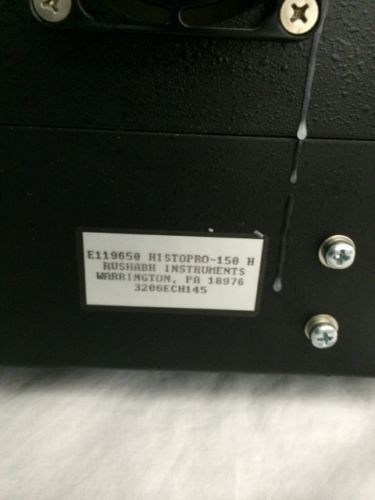 E119650 HISTOPRO-150 H
RUSHABH INSTRUMENTS
WARRINGTON, PA 18976
3206ECH145